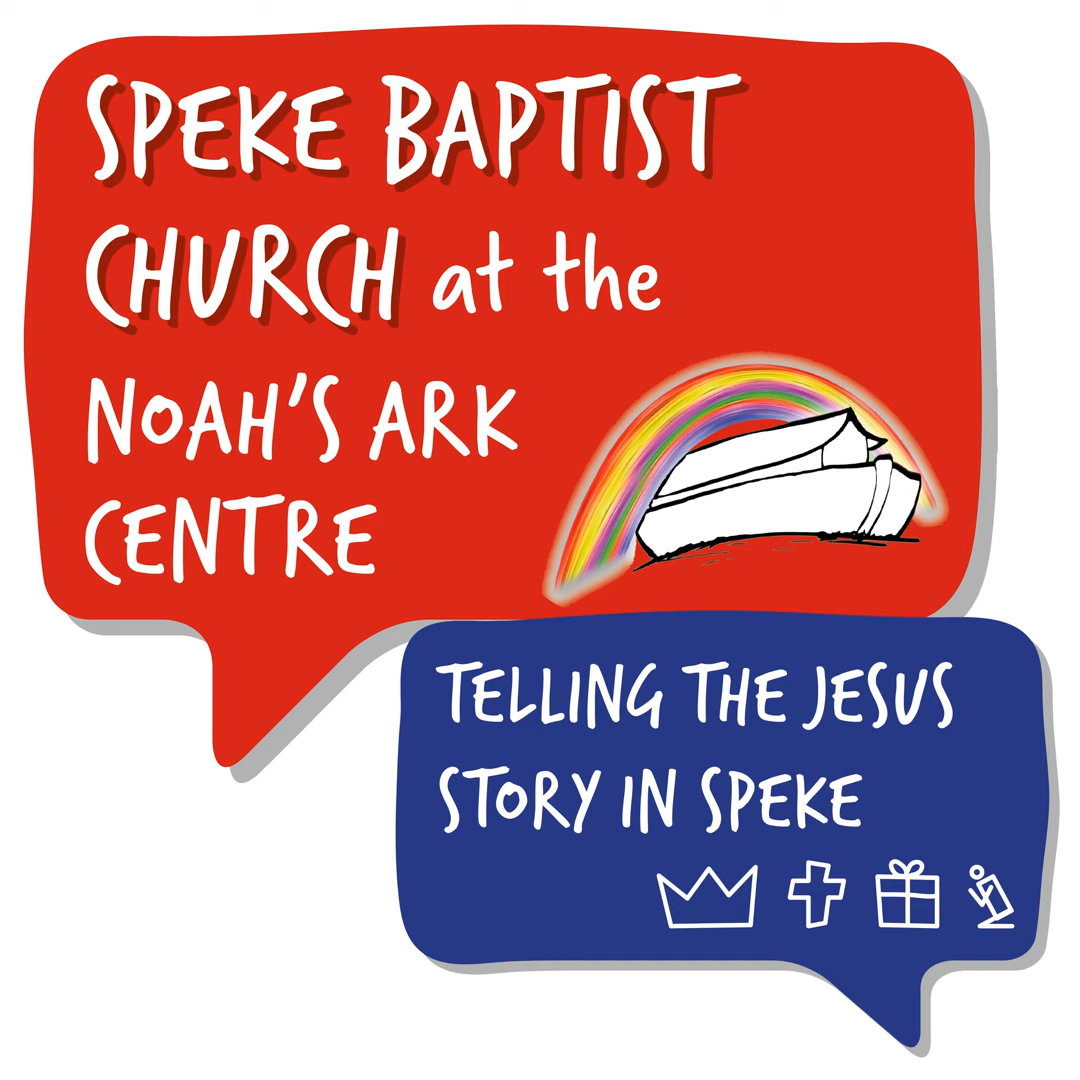 SPEKE BAPTIST
CHURCH at the
NOAH'S ARK
CENTRE
TELLING THE JESUS
STORY IN SPEKE